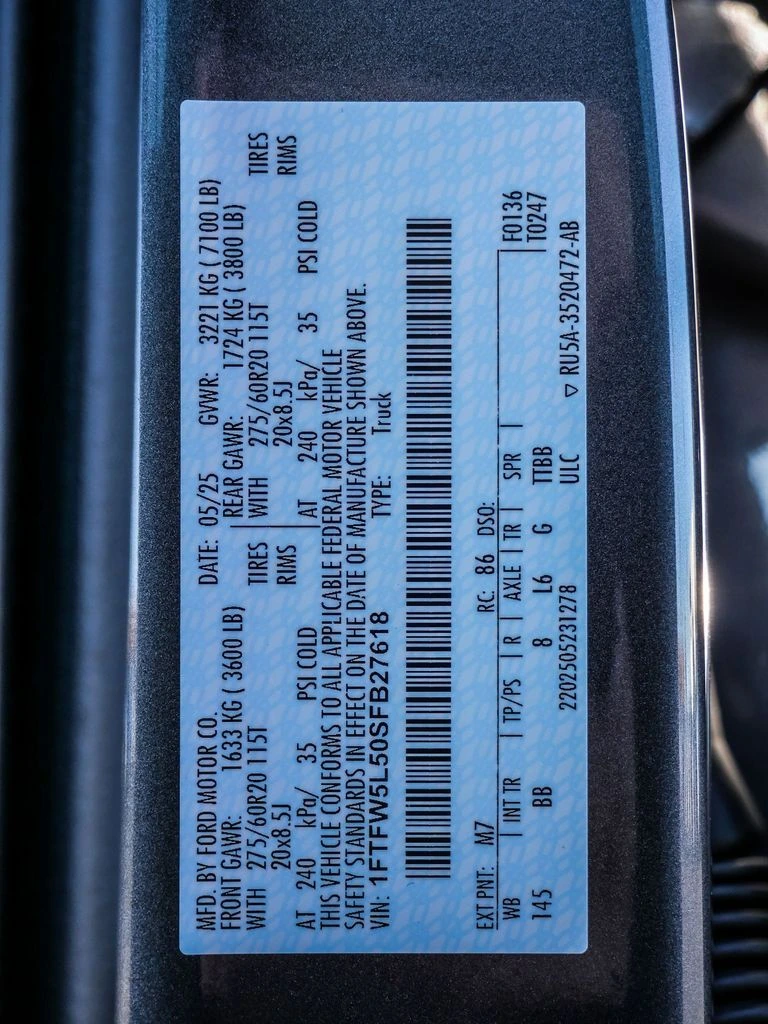 MFD. BY FORD MOTOR CO. DATE: 05/25 GVWR: 3221 KG ( 7100 LB)
FRONT GAWR: 1633 KG ( 3600 LB) REAR GAWR: 1724 KG ( 3800 LB)
WITH 275/60R20 115T TIRES WITH 275/60R20 115T TIRES
20x8.5J RIMS 20x8.5J RIMS
AT 240 kPa/ 35 PSI COLD AT 240 kPa/ 35 PSI COLD
THIS VEHICLE CONFORMS TO ALL APPLICABLE FEDERAL MOTOR VEHICLE
SAFETY STANDARDS IN EFFECT ON THE DATE OF MANUFACTURE SHOWN ABOVE.
VIN: 1FTFW5L50SFB27618 TYPE: Truck
EXT PNT: M7 RC: 86 DSO:
WB | INT TR | TP/PS | R | AXLE | TR | SPR | F0136
145 BB 8 L6 G TTBB T0247
2202505231278 ULC ▽ RU5A-3520472-AB